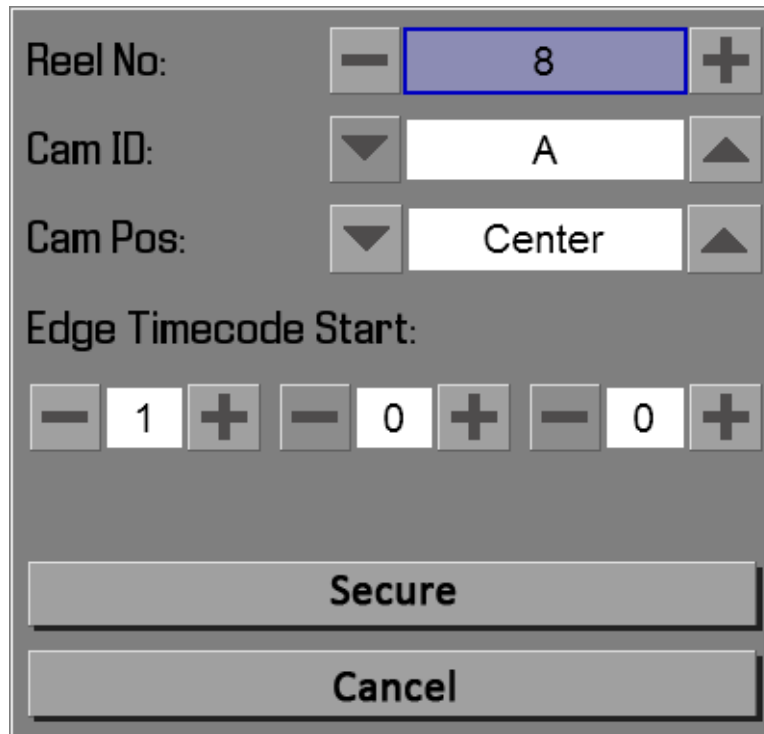 Reel No: 8
Cam ID: A
Cam Pos: Center
Edge Timecode Start:
1 0 0
Secure
Cancel